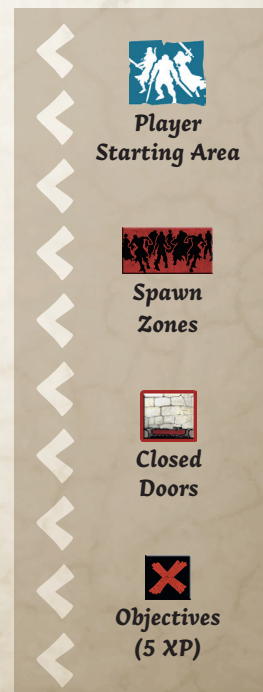 Player
Starting Area
Spawn
Zones
Closed
Doors
Objectives
(5 XP)